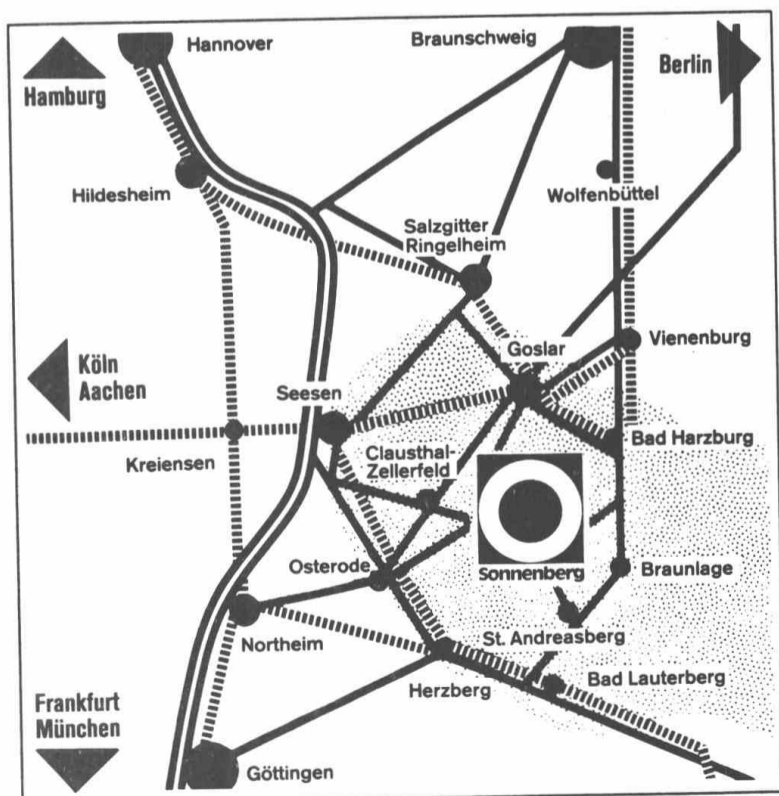 Hannover
Braunschweig
Berlin
Hamburg
Hildesheim
Wolfenbüttel
Salzgitter
Ringelheim
Goslar
Vienenburg
Köln
Aachen
Seesen
Kreiensen
Clausthal-
Zellerfeld
Bad Harzburg
Sonnenberg
Osterode
Braunlage
Northeim
St. Andreasberg
Herzberg
Bad Lauterberg
Frankfurt
München
Göttingen